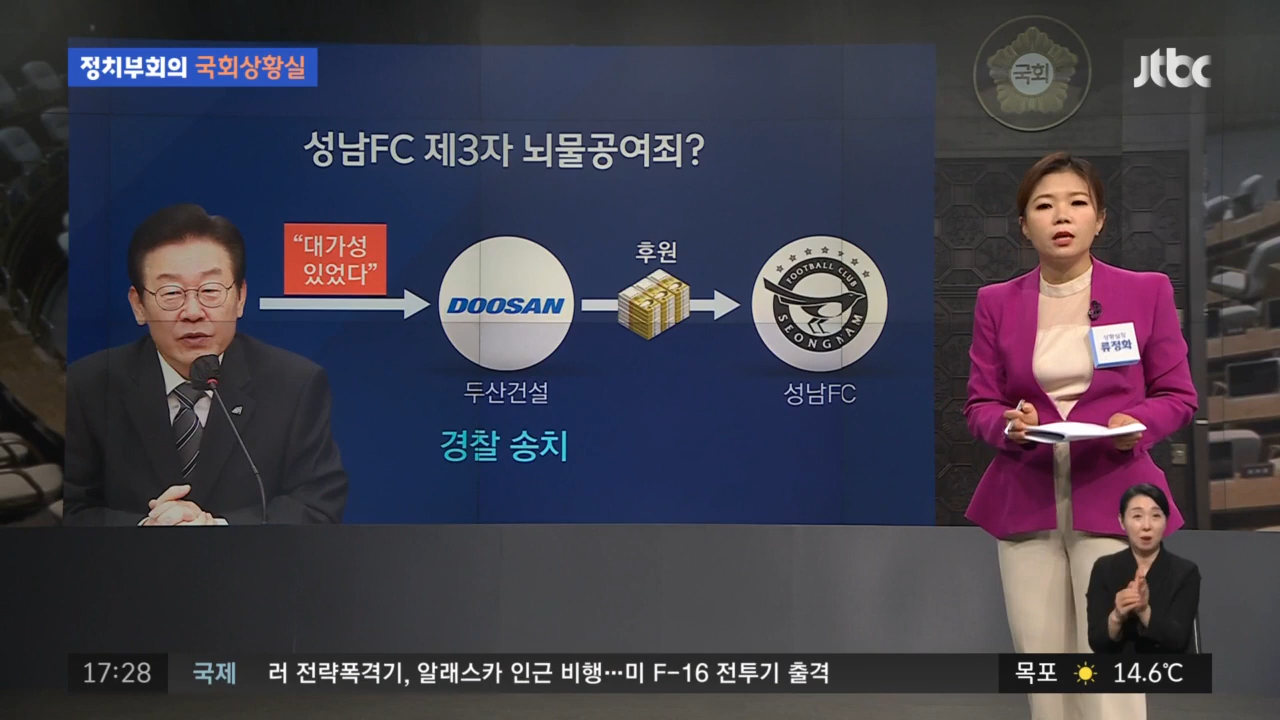 정치부회의 국회상황실
국회
jtbc
성남FC 제3자 뇌물공여죄?
“대가성
있었다”
후원
DOOSAN
FOOTBALL CLUB
SEONGNAM
두산건설
성남FC
경찰 송치
상황실장
류정화
17:28 국제 러 전략폭격기, 알래스카 인근 비행…미 F-16 전투기 출격 목포 14.6℃